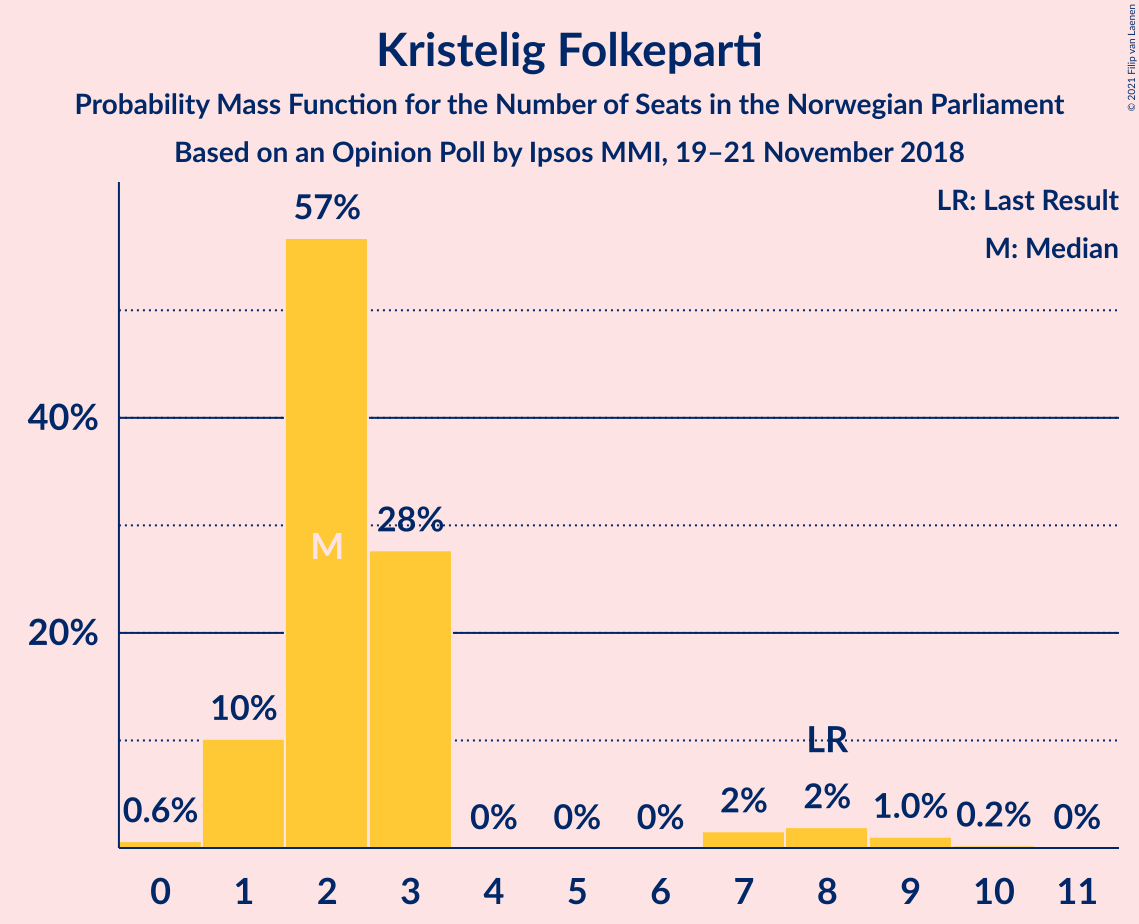 Kristelig Folkeparti
Probability Mass Function for the Number of Seats in the Norwegian Parliament
Based on an Opinion Poll by Ipsos MMI, 19–21 November 2018
© 2021 Filip van Laenen
LR: Last Result
M: Median
57%
40%
28%
M
20%
10%
LR
0.6%
0%
0%
0%
2%
2%
1.0%
0.2%
0%
0 1 2 3 4 5 6 7 8 9 10 11